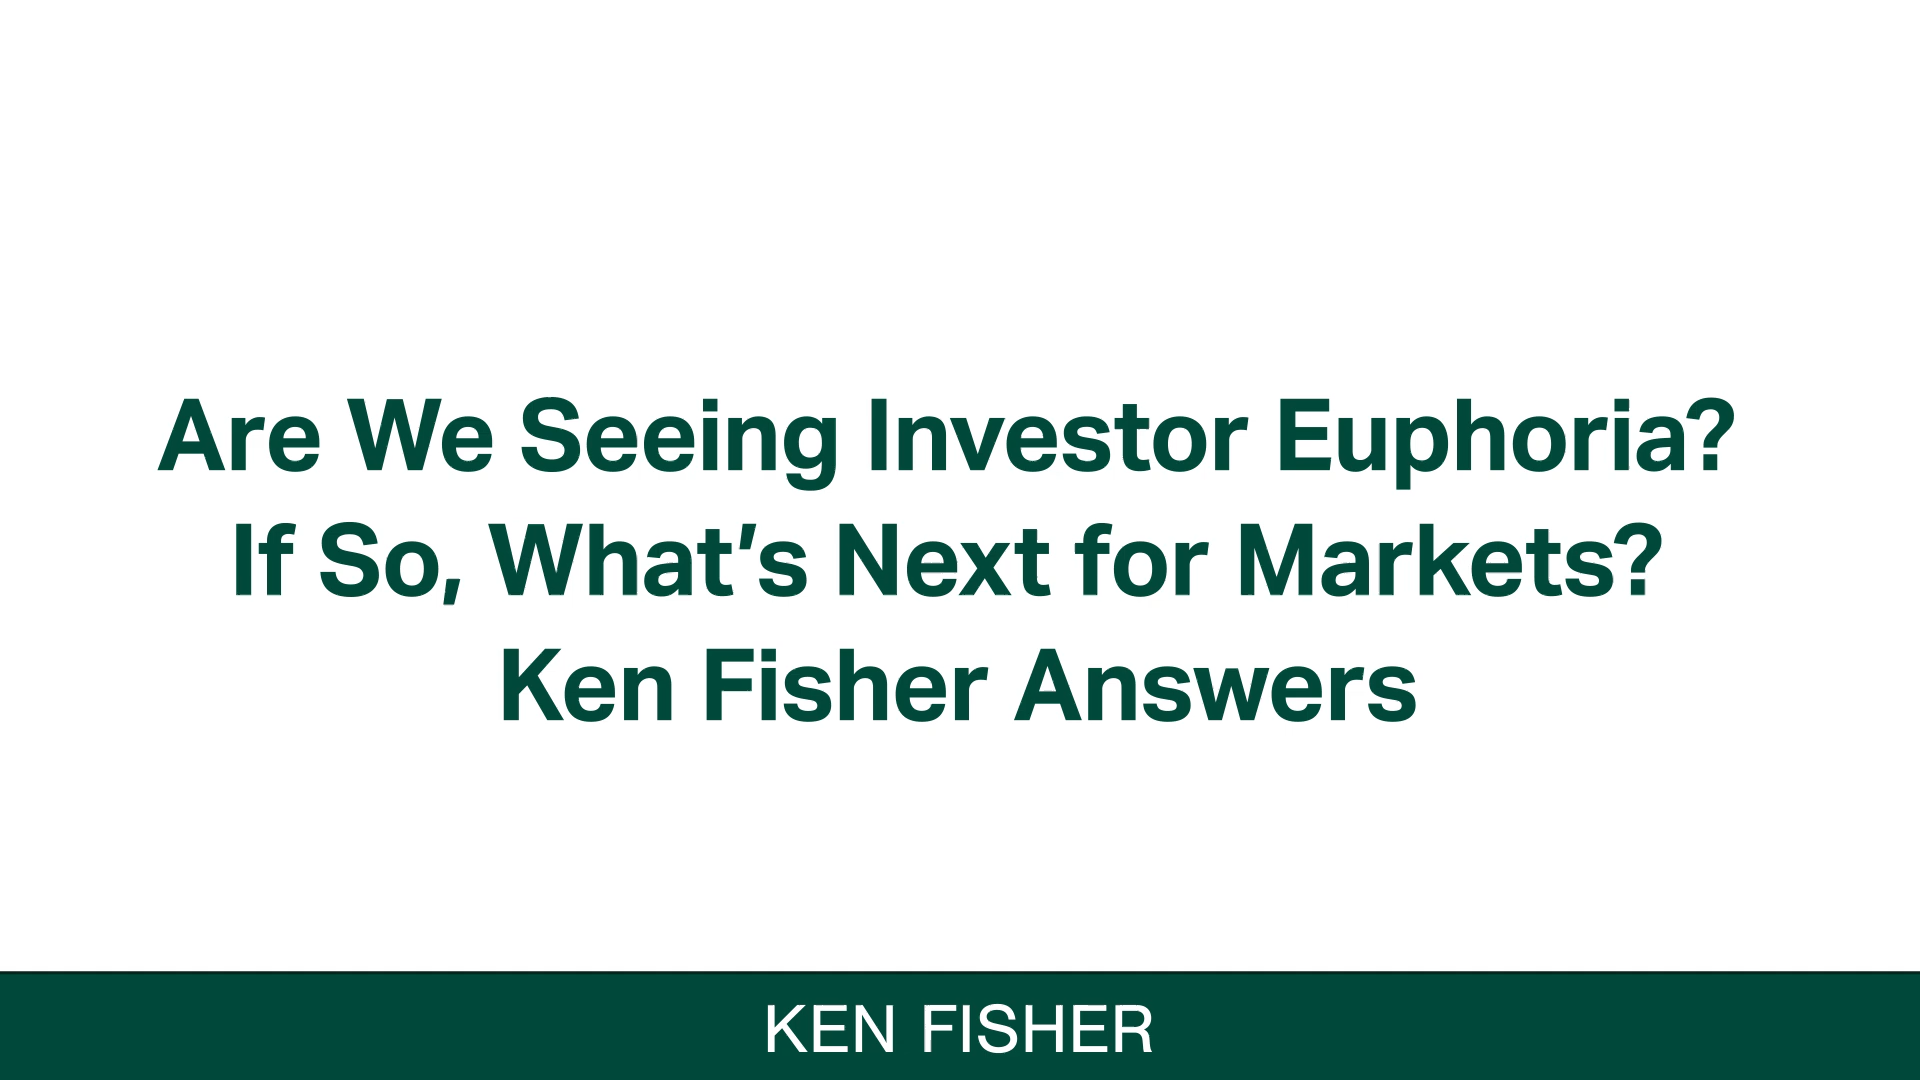 Are We Seeing Investor Euphoria?
If So, What’s Next for Markets?
Ken Fisher Answers
KEN FISHER